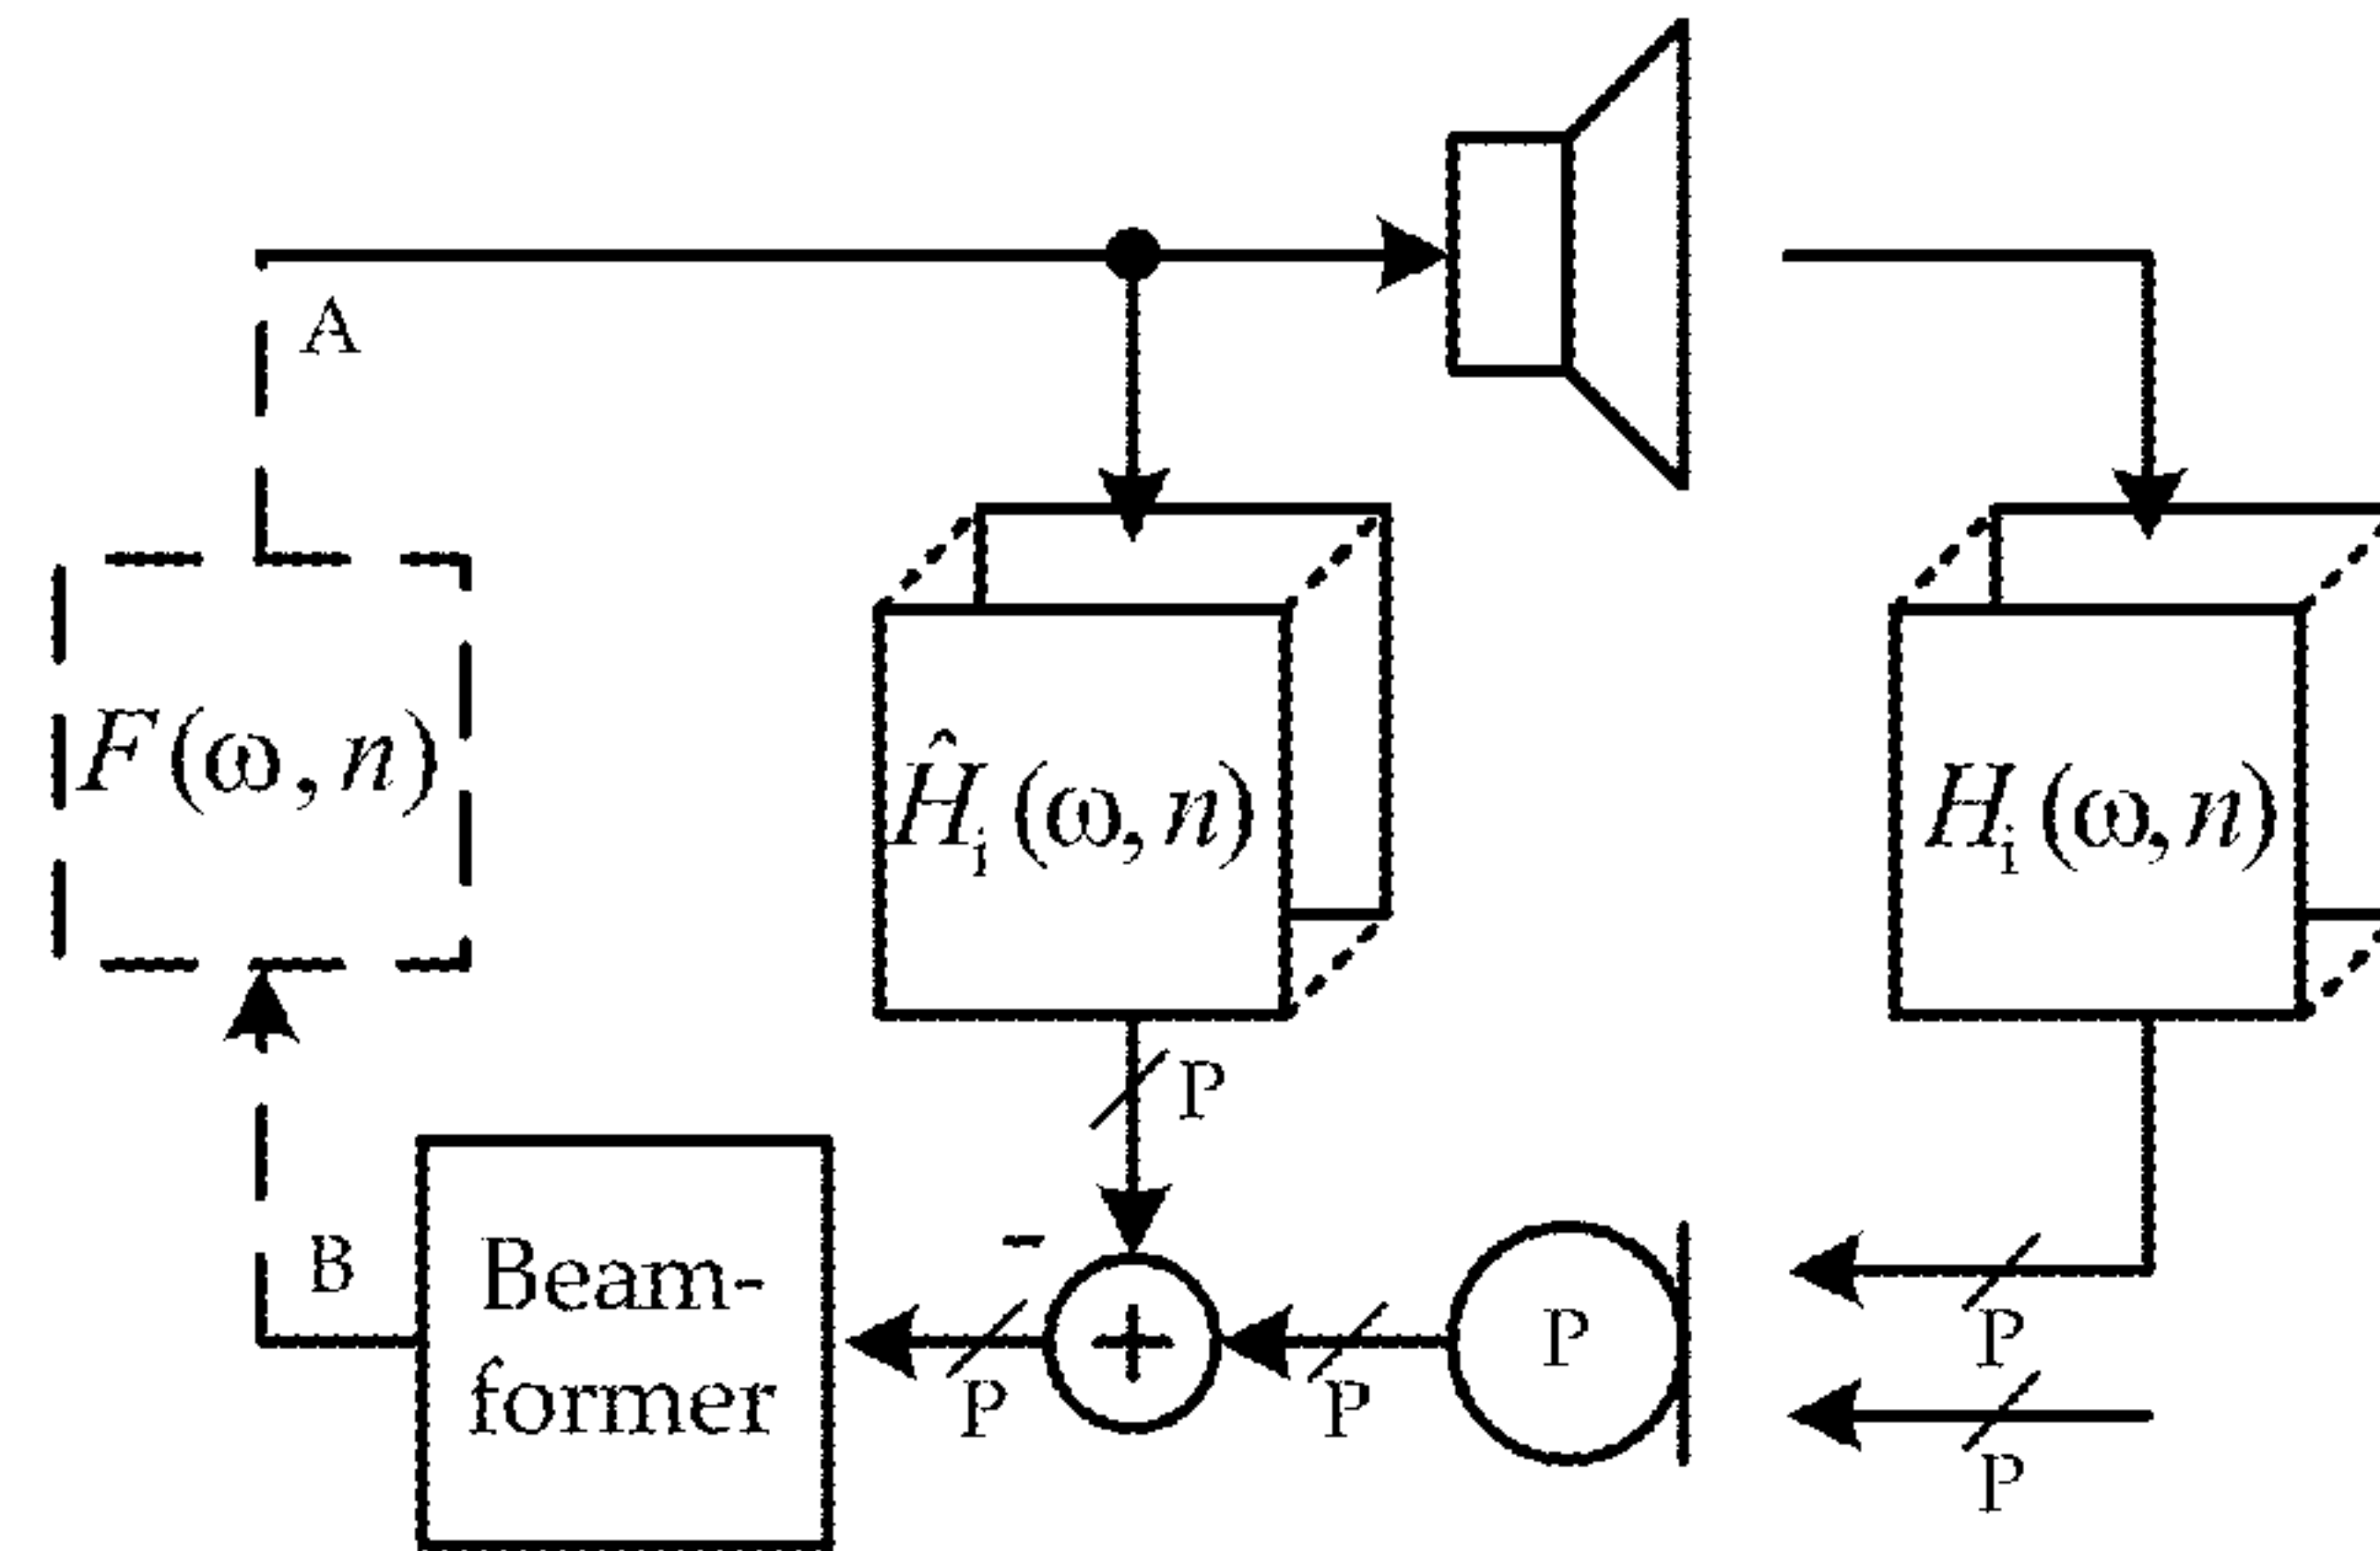 A
F(ω,n)
Ĥᵢ(ω,n)
Hᵢ(ω,n)
P
B
Beam-
former
-
+
P
P
P
P
P